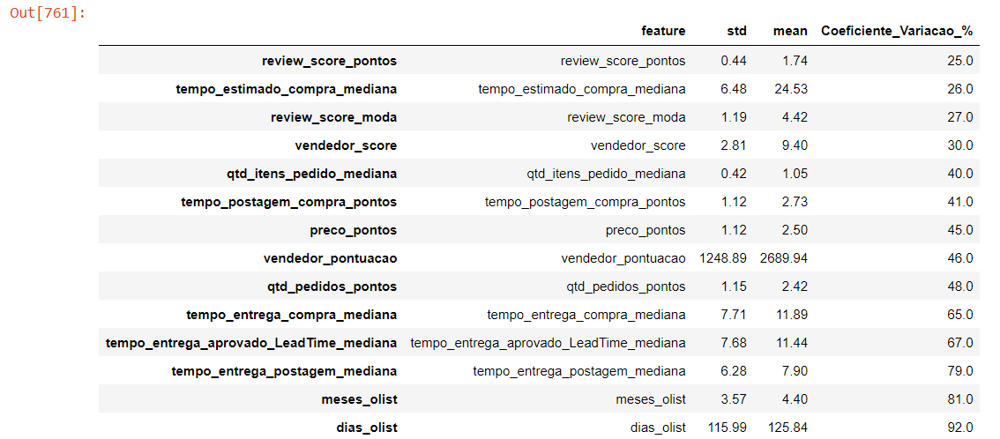 Out[761]:
feature std mean Coeficiente_Variacao_%
review_score_pontos review_score_pontos 0.44 1.74 25.0
tempo_estimado_compra_mediana tempo_estimado_compra_mediana 6.48 24.53 26.0
review_score_moda review_score_moda 1.19 4.42 27.0
vendedor_score vendedor_score 2.81 9.40 30.0
qtd_itens_pedido_mediana qtd_itens_pedido_mediana 0.42 1.05 40.0
tempo_postagem_compra_pontos tempo_postagem_compra_pontos 1.12 2.73 41.0
preco_pontos preco_pontos 1.12 2.50 45.0
vendedor_pontuacao vendedor_pontuacao 1248.89 2689.94 46.0
qtd_pedidos_pontos qtd_pedidos_pontos 1.15 2.42 48.0
tempo_entrega_compra_mediana tempo_entrega_compra_mediana 7.71 11.89 65.0
tempo_entrega_aprovado_LeadTime_mediana tempo_entrega_aprovado_LeadTime_mediana 7.68 11.44 67.0
tempo_entrega_postagem_mediana tempo_entrega_postagem_mediana 6.28 7.90 79.0
meses_olist meses_olist 3.57 4.40 81.0
dias_olist dias_olist 115.99 125.84 92.0